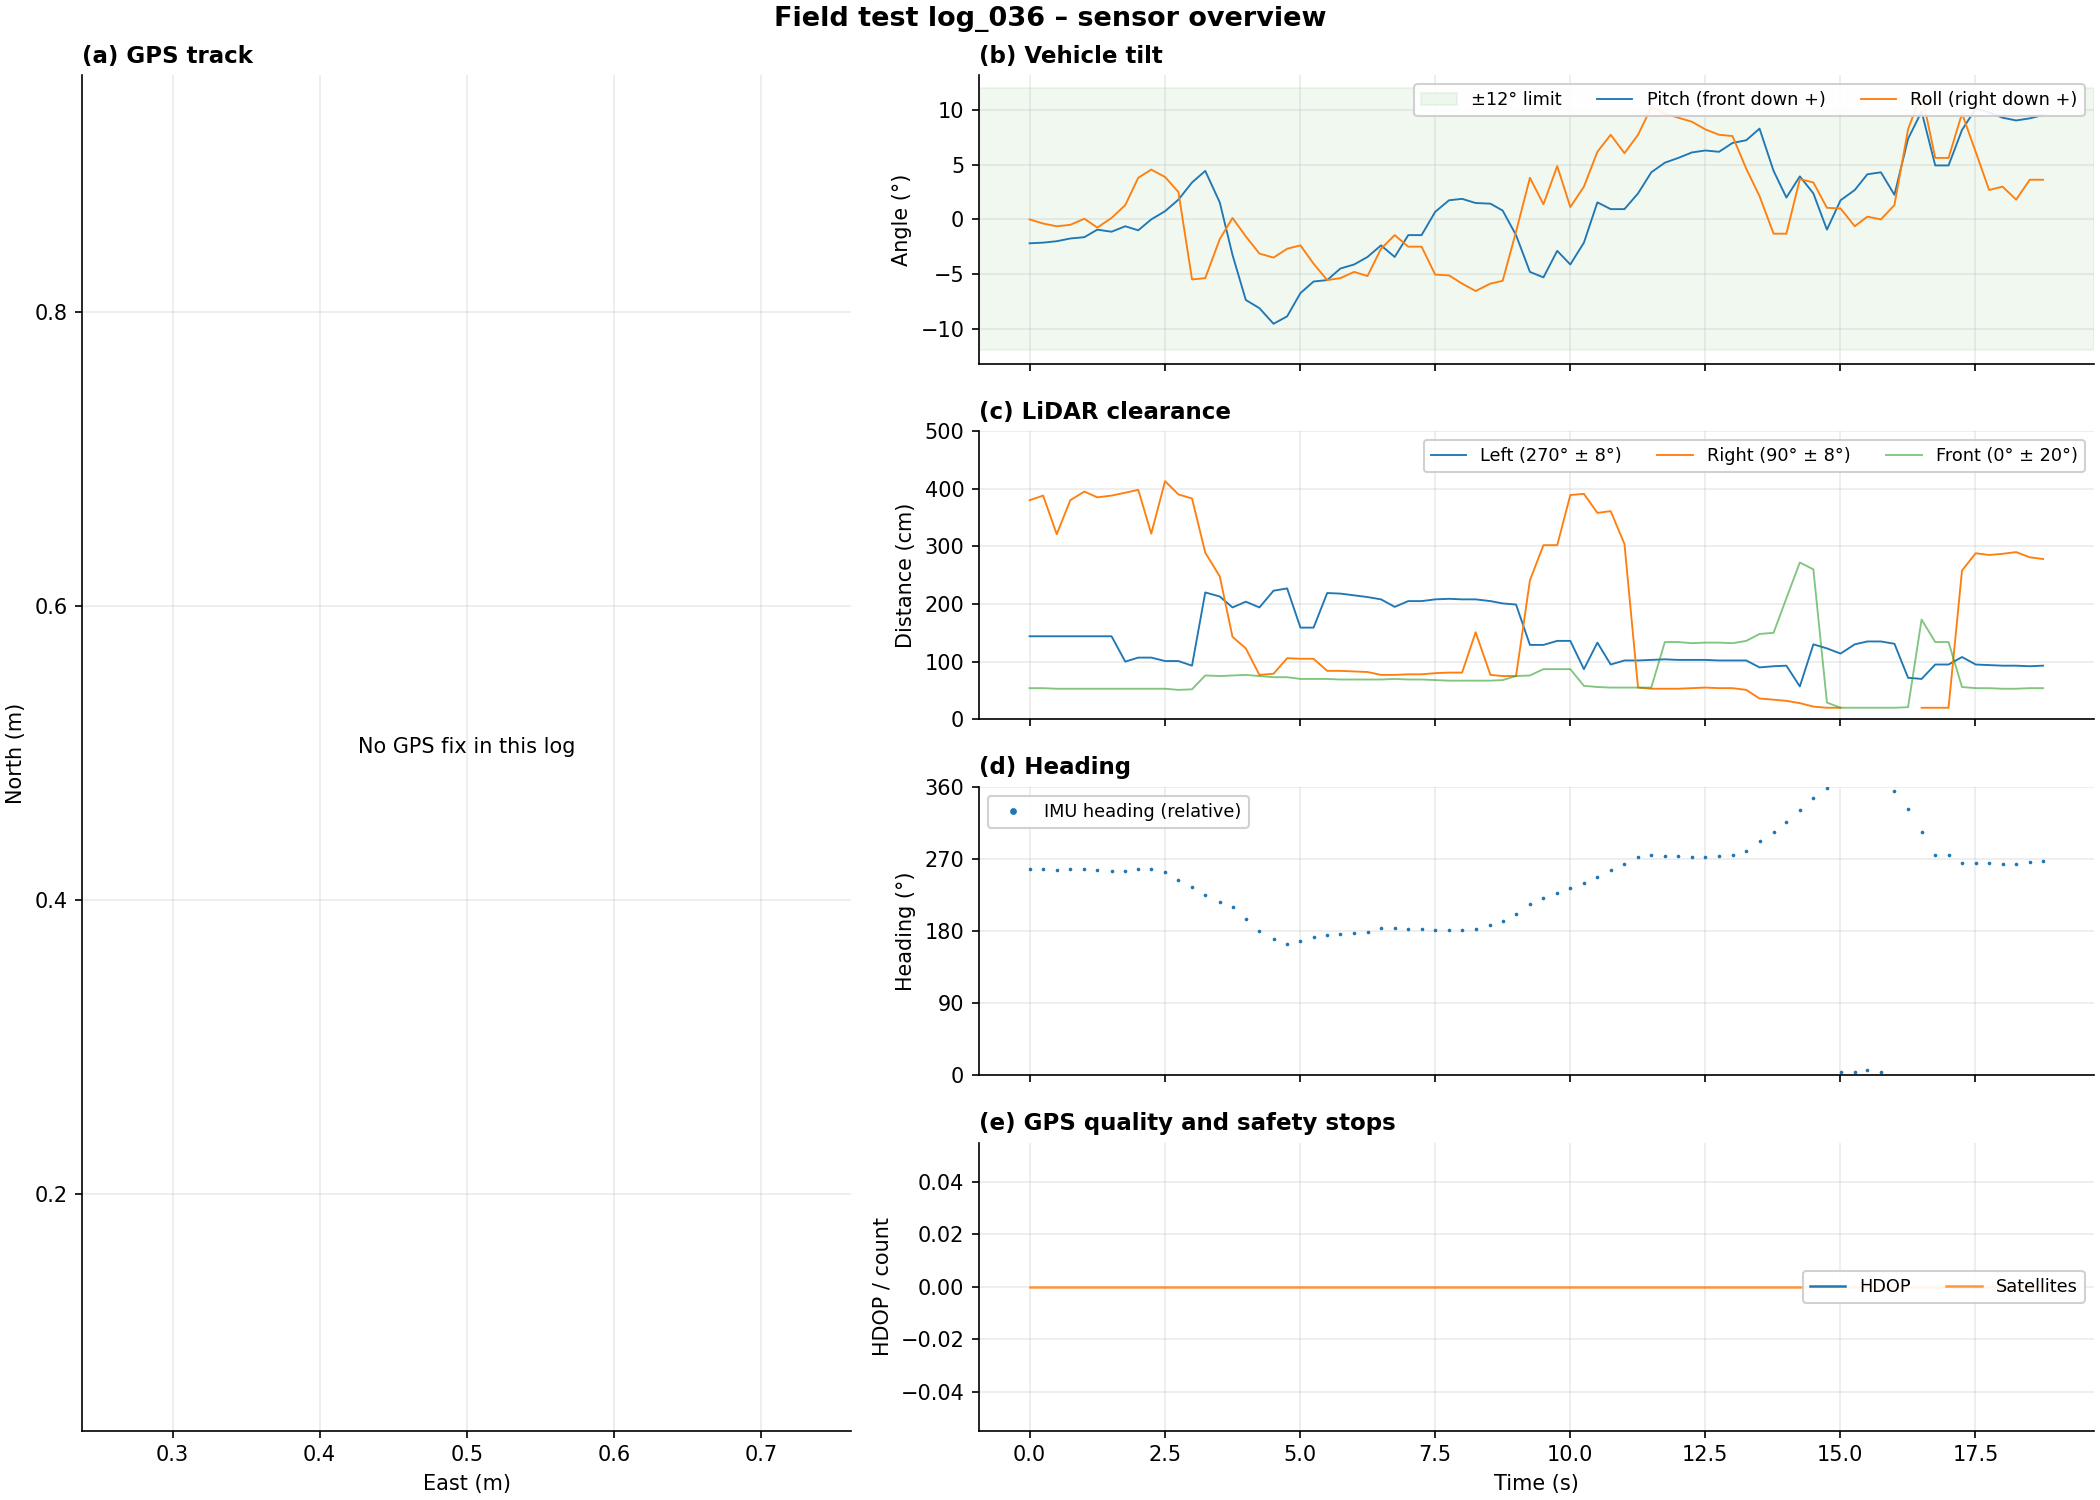 Field test log_036 – sensor overview
(a) GPS track
North (m)
0.8
0.6
0.4
0.2
No GPS fix in this log
0.3 0.4 0.5 0.6 0.7
East (m)
(b) Vehicle tilt
Angle (°)
10
5
0
−5
−10
±12° limit Pitch (front down +) Roll (right down +)
(c) LiDAR clearance
Distance (cm)
500
400
300
200
100
0
Left (270° ± 8°) Right (90° ± 8°) Front (0° ± 20°)
(d) Heading
Heading (°)
360
270
180
90
0
IMU heading (relative)
(e) GPS quality and safety stops
HDOP / count
0.04
0.02
0.00
−0.02
−0.04
HDOP Satellites
0.0 2.5 5.0 7.5 10.0 12.5 15.0 17.5
Time (s)